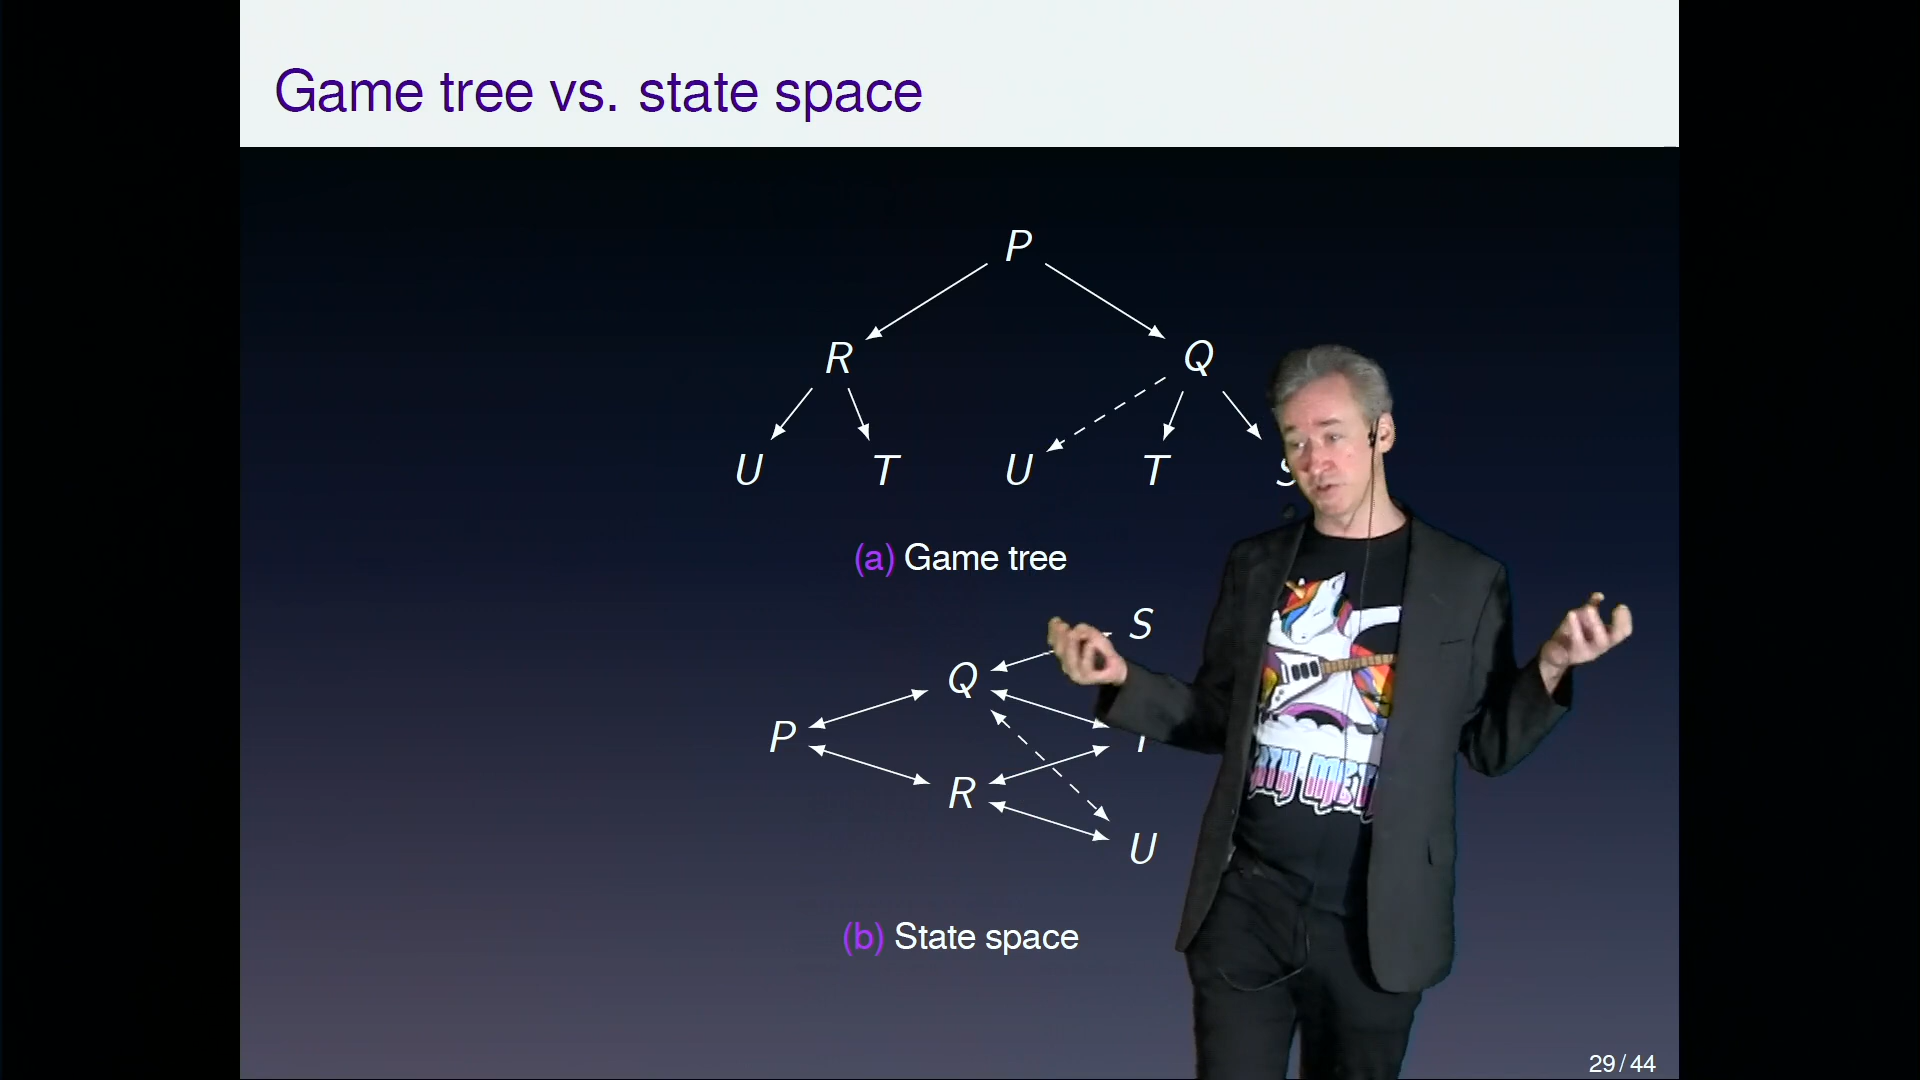 Game tree vs. state space
P
R Q
U T U T S
(a) Game tree
S
Q
P T
R
U
(b) State space
29/44